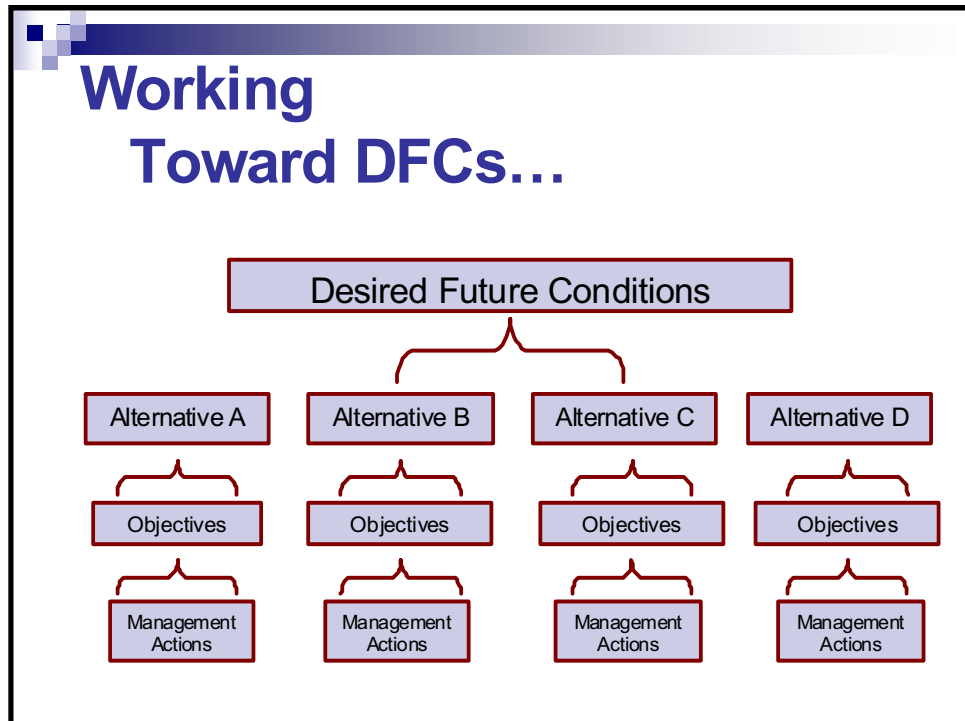 Working
Toward DFCs…
Desired Future Conditions
Alternative A
Alternative B
Alternative C
Alternative D
Objectives
Objectives
Objectives
Objectives
Management
Actions
Management
Actions
Management
Actions
Management
Actions